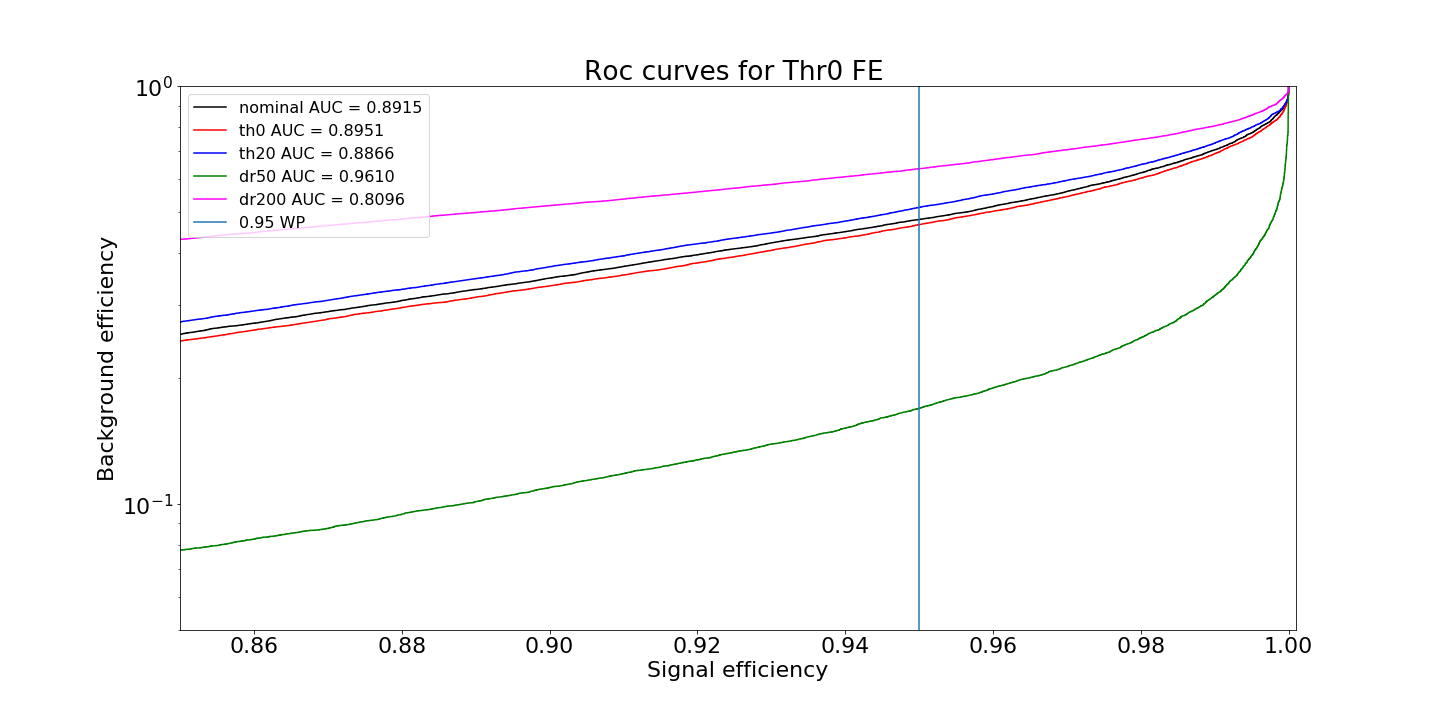 Roc curves for Thr0 FE
10⁰
nominal AUC = 0.8915
th0 AUC = 0.8951
th20 AUC = 0.8866
dr50 AUC = 0.9610
dr200 AUC = 0.8096
0.95 WP
Background efficiency
10⁻¹
0.86 0.88 0.90 0.92 0.94 0.96 0.98 1.00
Signal efficiency